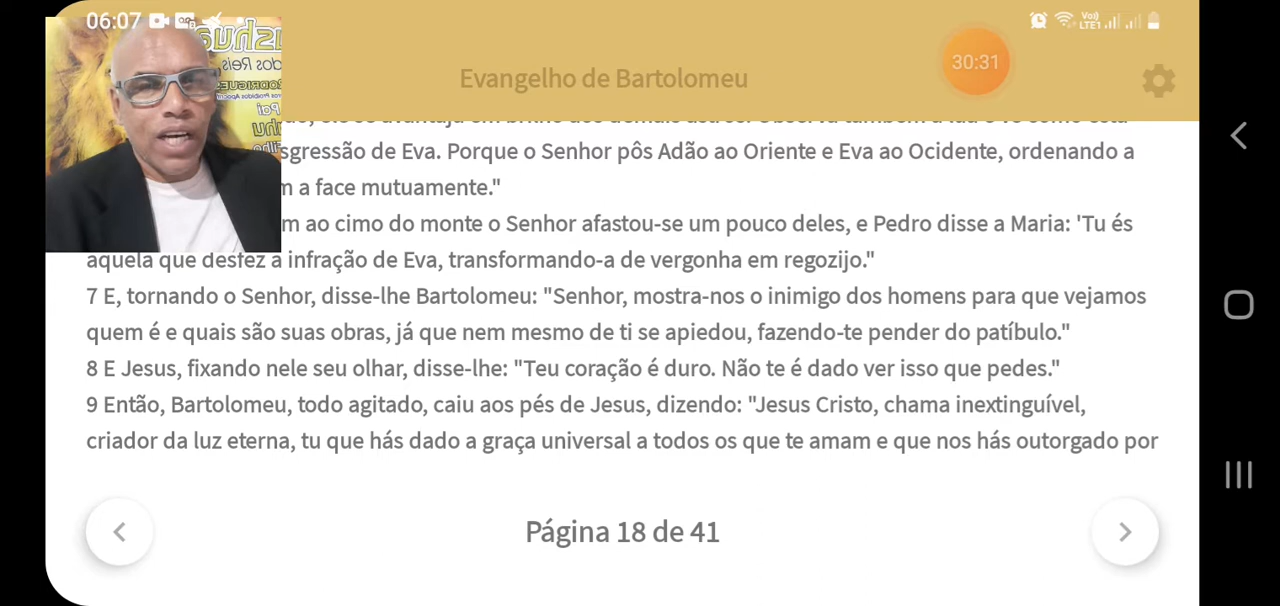 06:07
Vo)) LTE1
Evangelho de Bartolomeu
30:31
sgressão de Eva. Porque o Senhor pôs Adão ao Oriente e Eva ao Ocidente, ordenando a
m a face mutuamente."
m ao cimo do monte o Senhor afastou-se um pouco deles, e Pedro disse a Maria: 'Tu és
aquela que desfez a infração de Eva, transformando-a de vergonha em regozijo."
7 E, tornando o Senhor, disse-lhe Bartolomeu: "Senhor, mostra-nos o inimigo dos homens para que vejamos
quem é e quais são suas obras, já que nem mesmo de ti se apiedou, fazendo-te pender do patíbulo."
8 E Jesus, fixando nele seu olhar, disse-lhe: "Teu coração é duro. Não te é dado ver isso que pedes."
9 Então, Bartolomeu, todo agitado, caiu aos pés de Jesus, dizendo: "Jesus Cristo, chama inextinguível,
criador da luz eterna, tu que hás dado a graça universal a todos os que te amam e que nos hás outorgado por
Página 18 de 41